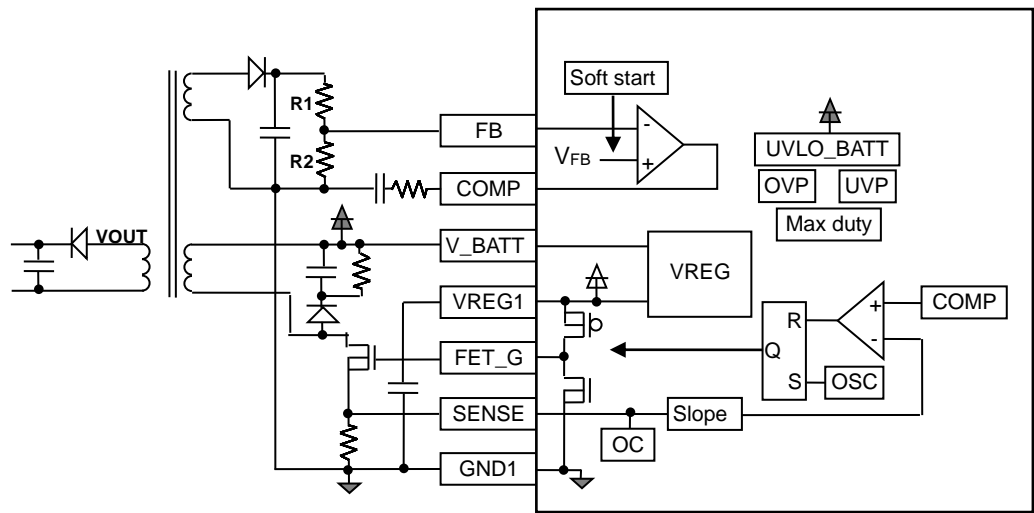 Soft start
R1
FB
-
VFB
+
UVLO_BATT
R2
COMP
OVP
UVP
Max duty
VOUT
V_BATT
VREG
VREG1
+
COMP
R
-
Q
FET_G
S
OSC
SENSE
Slope
OC
GND1